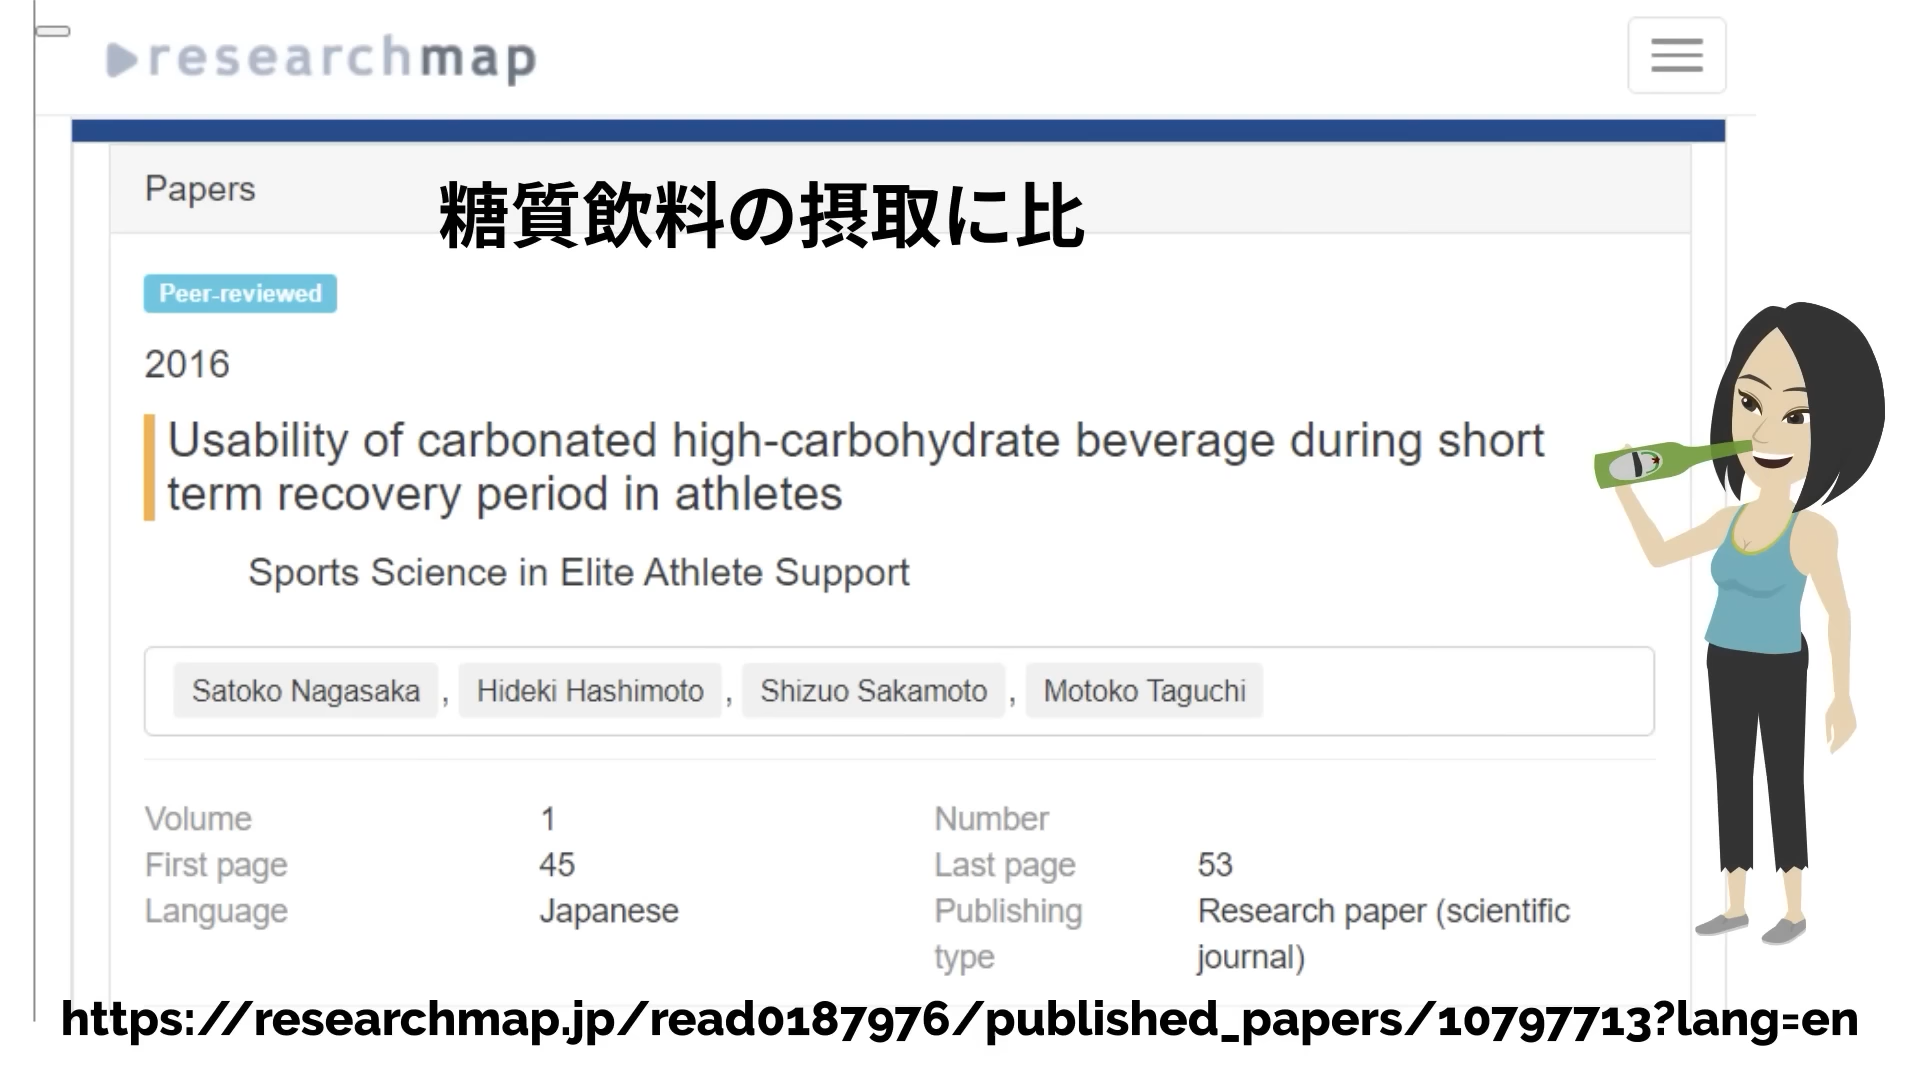 researchmap
Papers
糖質飲料の摂取に比
Peer-reviewed
2016
Usability of carbonated high-carbohydrate beverage during short
term recovery period in athletes
Sports Science in Elite Athlete Support
Satoko Nagasaka , Hideki Hashimoto , Shizuo Sakamoto , Motoko Taguchi
Volume 1 Number
First page 45 Last page 53
Language Japanese Publishing type Research paper (scientific journal)
https://researchmap.jp/read0187976/published_papers/10797713?lang=en